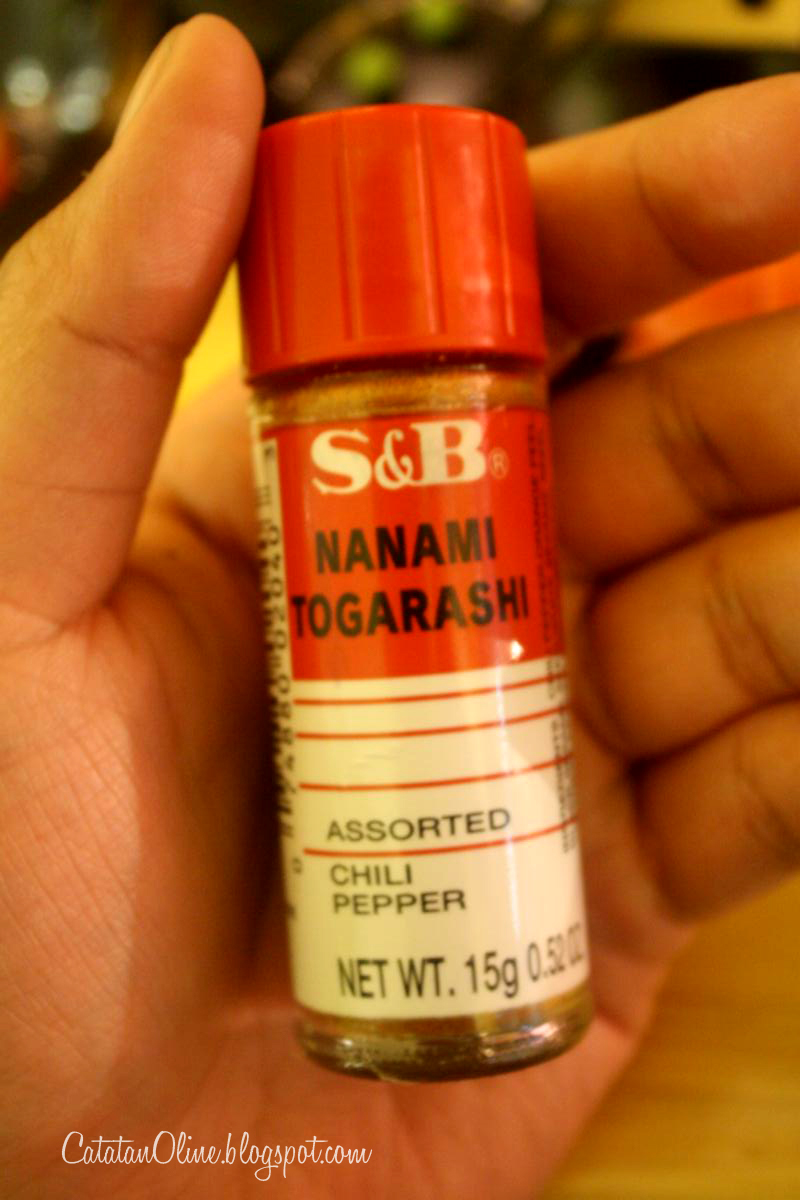 S&B®
NANAMI
TOGARASHI
ASSORTED
CHILI
PEPPER
NET WT. 15g 0.52 OZ.
CatatanOline.blogspot.com